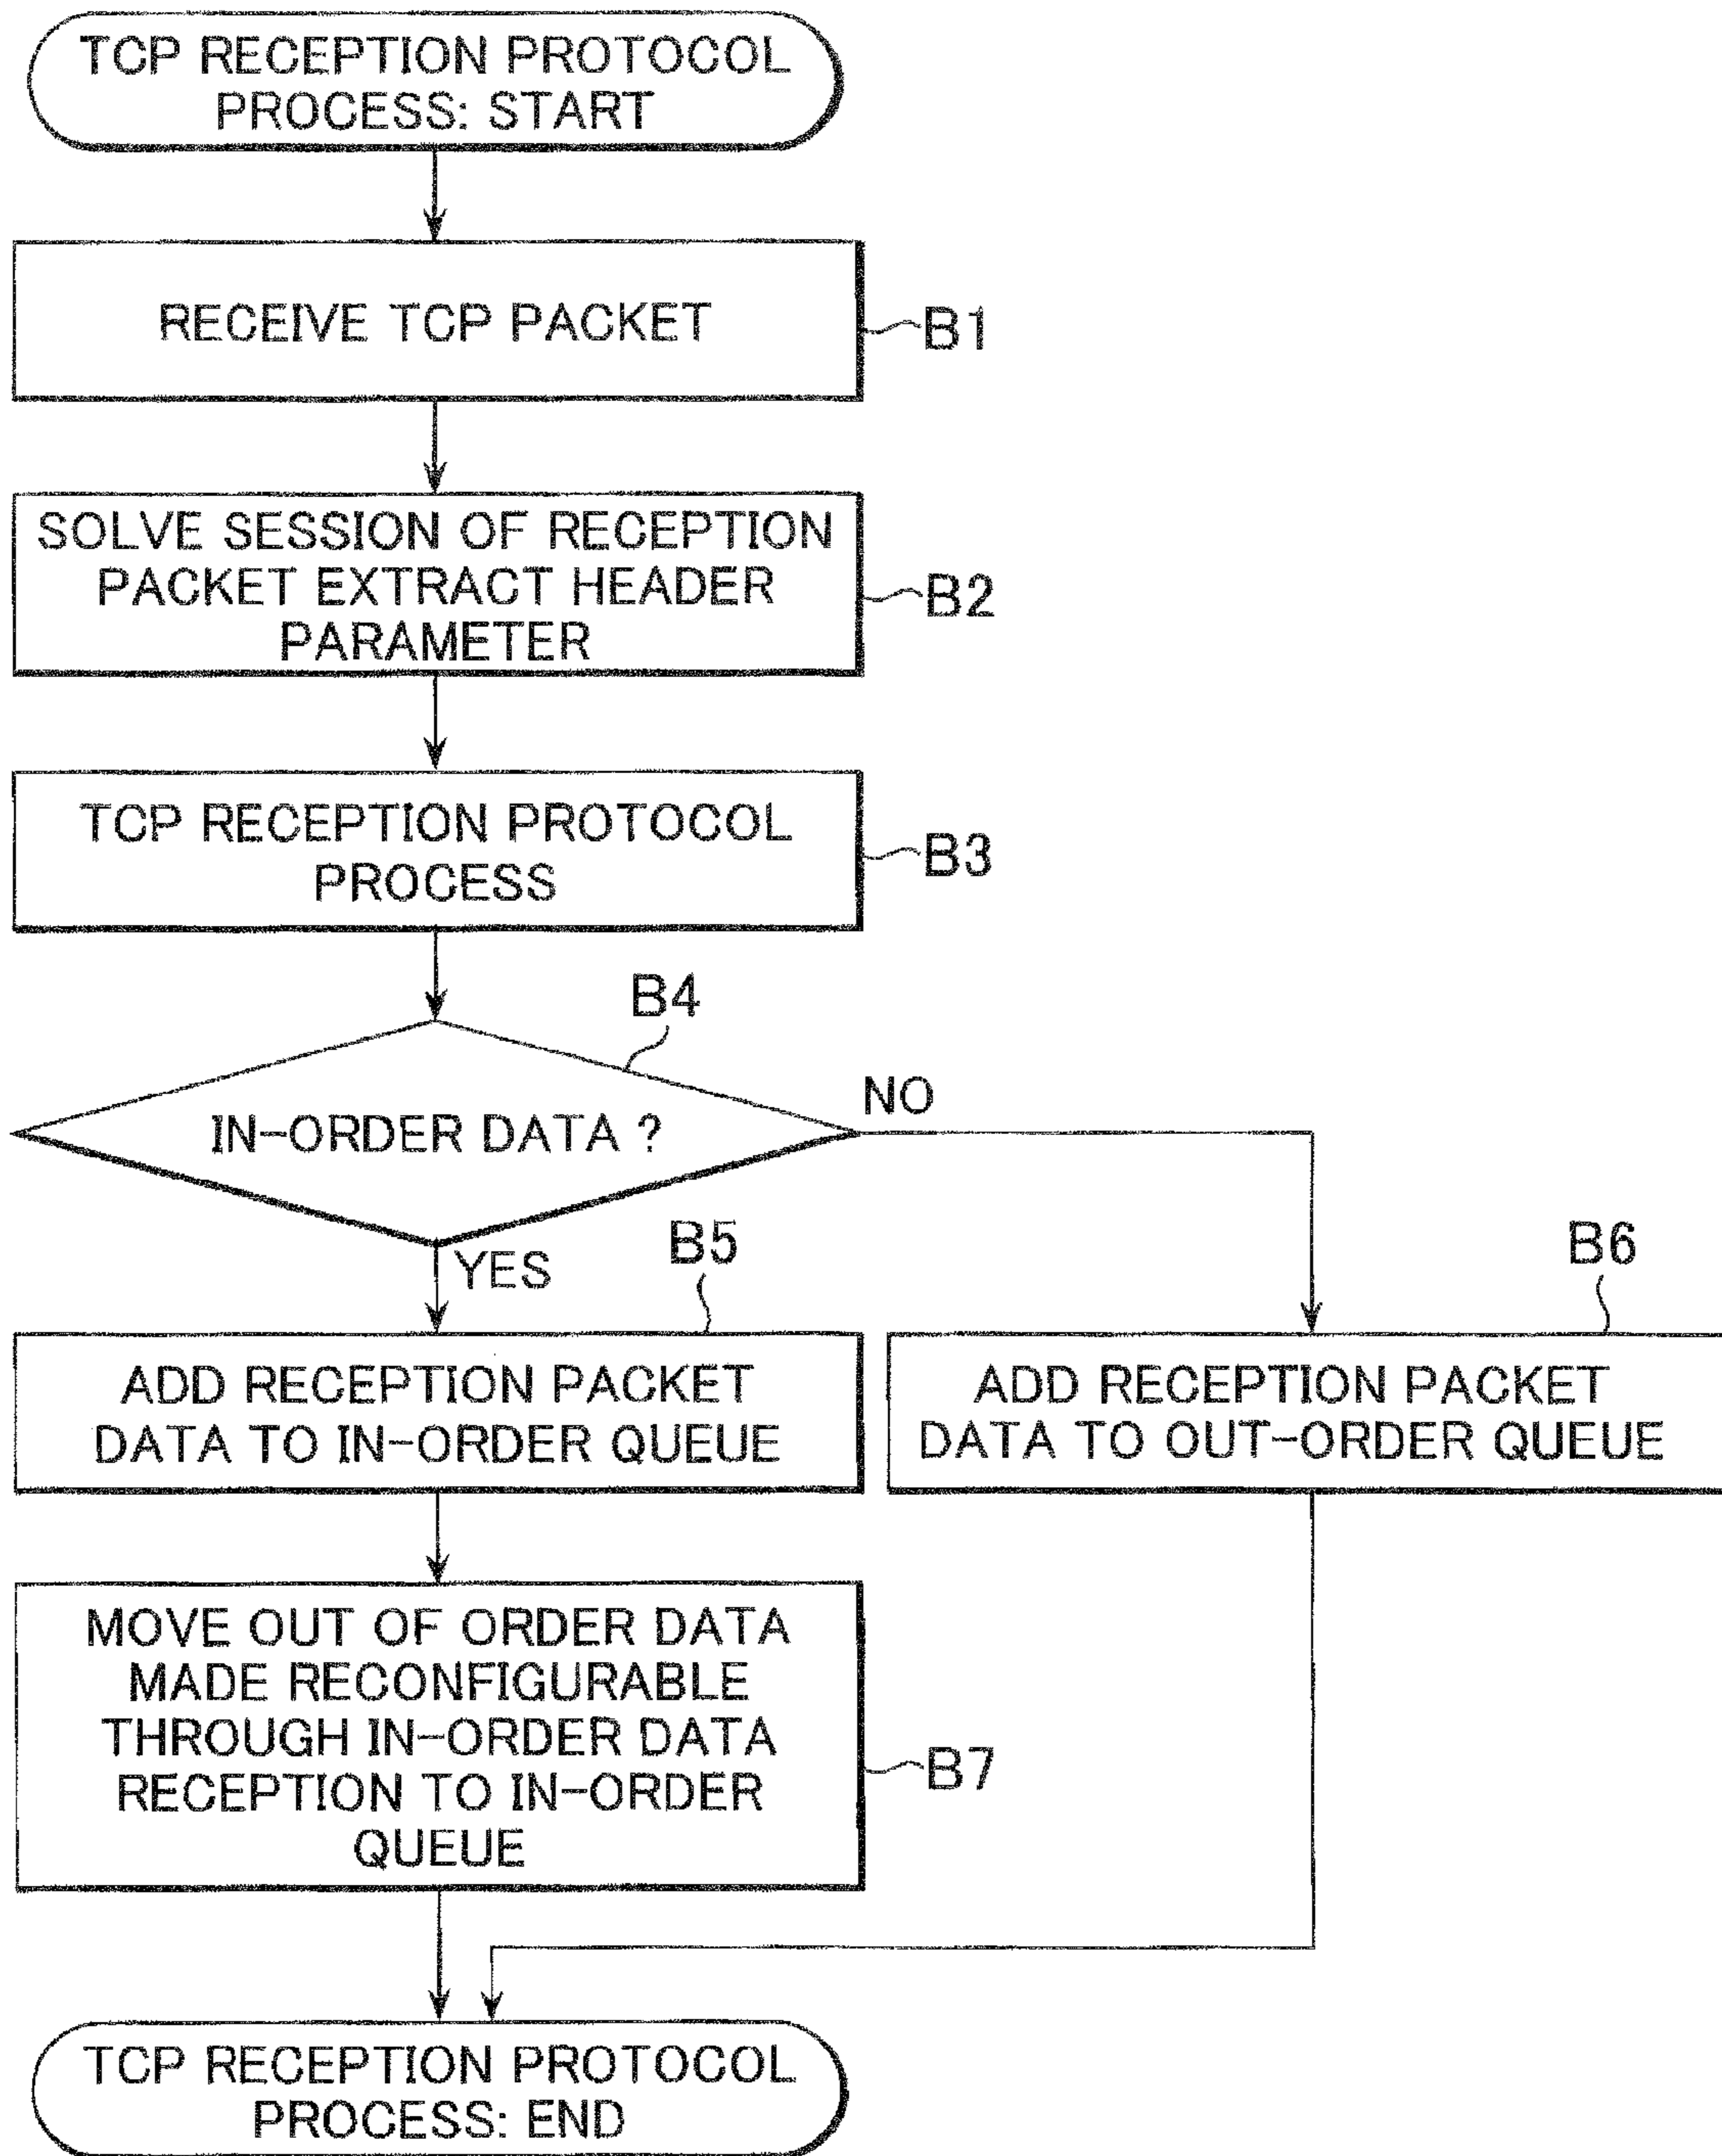 TCP RECEPTION PROTOCOL
PROCESS: START
RECEIVE TCP PACKET
B1
SOLVE SESSION OF RECEPTION
PACKET EXTRACT HEADER
PARAMETER
B2
TCP RECEPTION PROTOCOL
PROCESS
B3
B4
IN-ORDER DATA ?
NO
YES
B5
B6
ADD RECEPTION PACKET
DATA TO IN-ORDER QUEUE
ADD RECEPTION PACKET
DATA TO OUT-ORDER QUEUE
MOVE OUT OF ORDER DATA
MADE RECONFIGURABLE
THROUGH IN-ORDER DATA
RECEPTION TO IN-ORDER
QUEUE
B7
TCP RECEPTION PROTOCOL
PROCESS: END